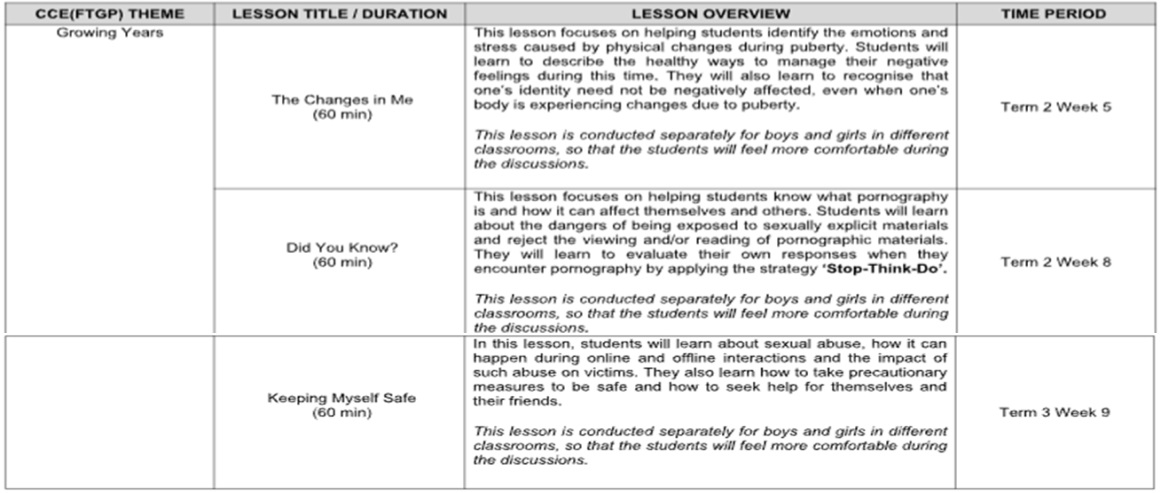 CCE(FTGP) THEME LESSON TITLE / DURATION LESSON OVERVIEW TIME PERIOD
Growing Years
The Changes in Me
(60 min)
This lesson focuses on helping students identify the emotions and
stress caused by physical changes during puberty. Students will
learn to describe the healthy ways to manage their negative
feelings during this time. They will also learn to recognise that
one's identity need not be negatively affected, even when one's
body is experiencing changes due to puberty.
This lesson is conducted separately for boys and girls in different
classrooms, so that the students will feel more comfortable during
the discussions.
Term 2 Week 5
Did You Know?
(60 min)
This lesson focuses on helping students know what pornography
is and how it can affect themselves and others. Students will learn
about the dangers of being exposed to sexually explicit materials
and reject the viewing and/or reading of pornographic materials.
They will learn to evaluate their own responses when they
encounter pornography by applying the strategy 'Stop-Think-Do'.
This lesson is conducted separately for boys and girls in different
classrooms, so that the students will feel more comfortable during
the discussions.
Term 2 Week 8
Keeping Myself Safe
(60 min)
In this lesson, students will learn about sexual abuse, how it can
happen during online and offline interactions and the impact of
such abuse on victims. They also learn how to take precautionary
measures to be safe and how to seek help for themselves and
their friends.
This lesson is conducted separately for boys and girls in different
classrooms, so that the students will feel more comfortable during
the discussions.
Term 3 Week 9